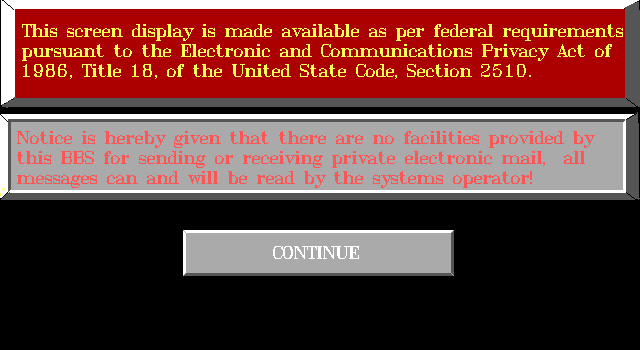 This screen display is made available as per federal requirements
pursuant to the Electronic and Communications Privacy Act of
1986, Title 18, of the United State Code, Section 2510.
Notice is hereby given that there are no facilities provided by
this BBS for sending or receiving private electronic mail,  all
messages can and will be read by the systems operator!
CONTINUE